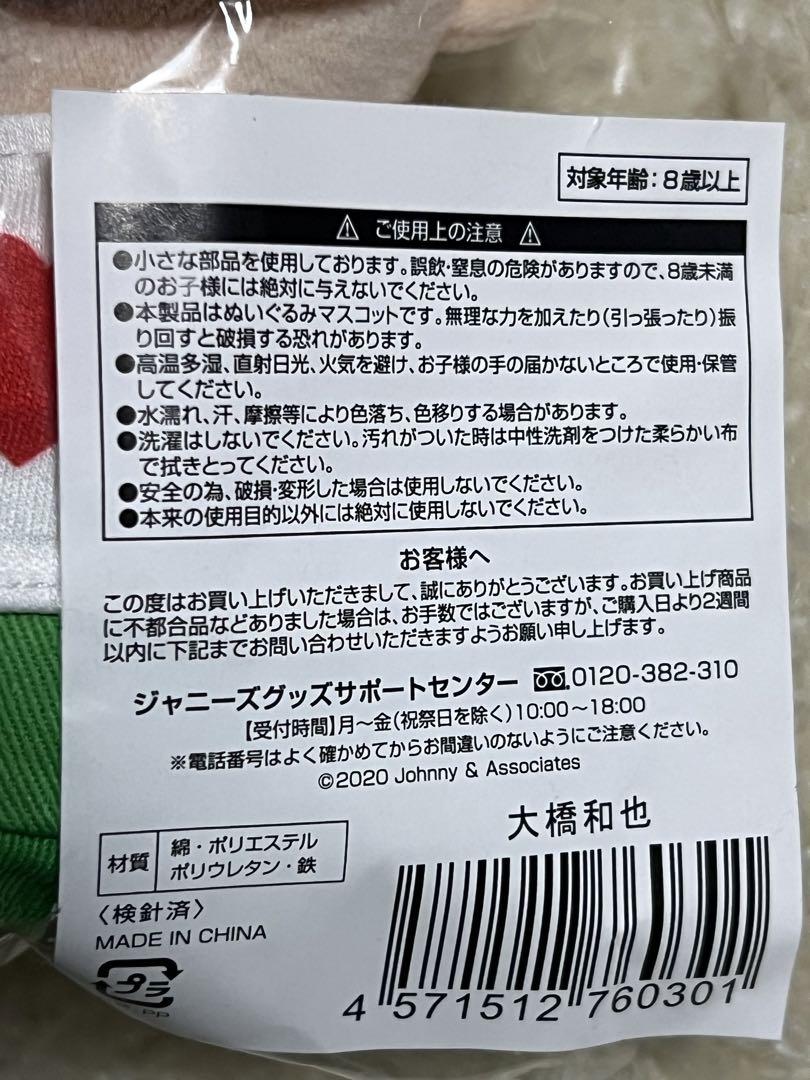 対象年齢：8歳以上
⚠ ご使用上の注意 ⚠
●小さな部品を使用しております。誤飲・窒息の危険がありますので、8歳未満
のお子様には絶対に与えないでください。
●本製品はぬいぐるみマスコットです。無理な力を加えたり（引っ張ったり）振
り回すと破損する恐れがあります。
●高温多湿、直射日光、火気を避け、お子様の手の届かないところで使用・保管
してください。
●水濡れ、汗、摩擦等により色落ち、色移りする場合があります。
●洗濯はしないでください。汚れがついた時は中性洗剤をつけた柔らかい布
で拭きとってください。
●安全の為、破損・変形した場合は使用しないでください。
●本来の使用目的以外には絶対に使用しないでください。
お客様へ
この度はお買い上げいただきまして、誠にありがとうございます。お買い上げ商品
に不都合品などありました場合は、お手数ではございますが、ご購入日より2週間
以内に下記までお問い合わせいただきますようお願い申し上げます。
ジャニーズグッズサポートセンター 0120-382-310
【受付時間】月〜金（祝祭日を除く）10:00〜18:00
※電話番号はよく確かめてからお間違いのないようにご注意ください。
©2020 Johnny & Associates
大橋和也
材質 綿・ポリエステル
ポリウレタン・鉄
〈検針済〉
MADE IN CHINA
プラ
PP
4 571512 760301